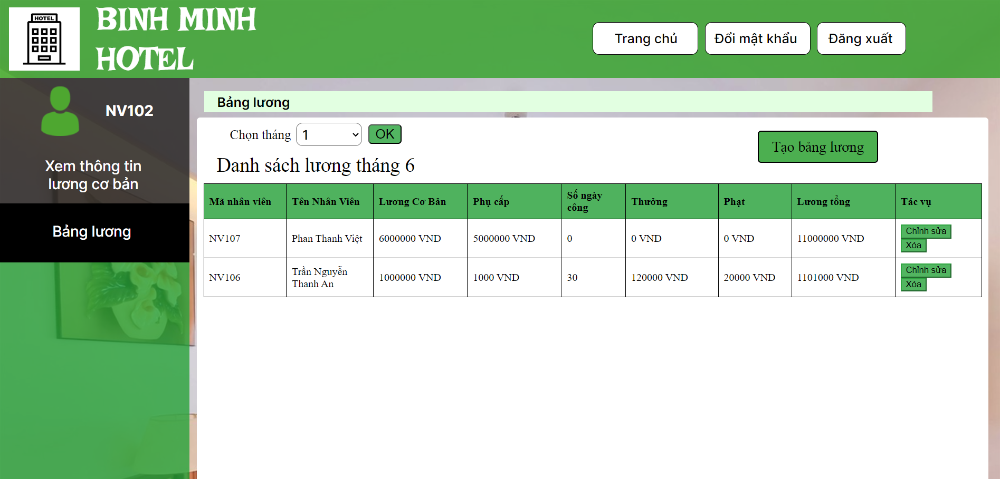 HOTEL
BINH MINH
HOTEL
Trang chủ
Đổi mật khẩu
Đăng xuất
NV102
Xem thông tin
lương cơ bản
Bảng lương
Bảng lương
Chọn tháng
1
OK
Tạo bảng lương
Danh sách lương tháng 6
Mã nhân viên
Tên Nhân Viên
Lương Cơ Bản
Phụ cấp
Số ngày
công
Thưởng
Phạt
Lương tổng
Tác vụ
NV107
Phan Thanh Việt
6000000 VND
5000000 VND
0
0 VND
0 VND
11000000 VND
Chỉnh sửa
Xóa
NV106
Trần Nguyễn
Thanh An
1000000 VND
1000 VND
30
120000 VND
20000 VND
1101000 VND
Chỉnh sửa
Xóa